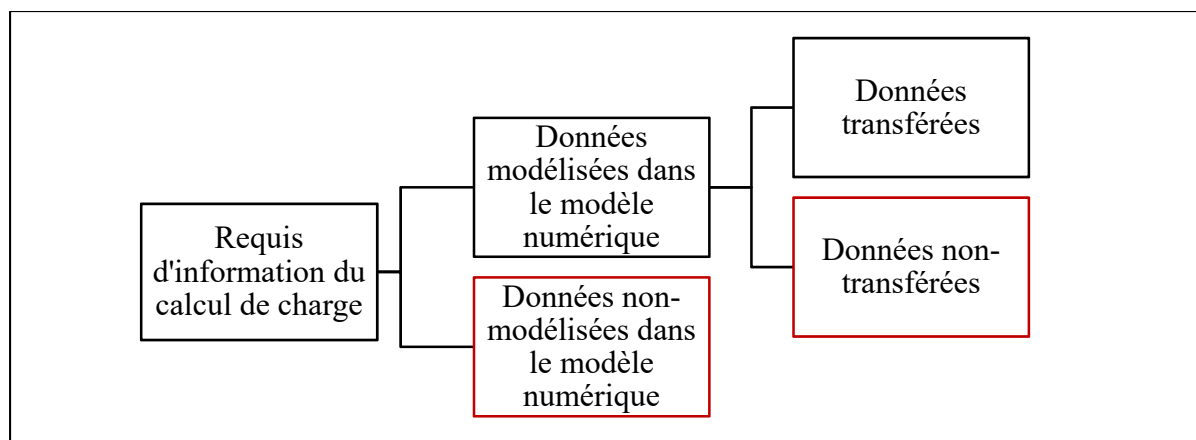 Requis
d'information du
calcul de charge
Données
modélisées dans
le modèle
numérique
Données non-
modélisées dans
le modèle
numérique
Données
transférées
Données non-
transférées